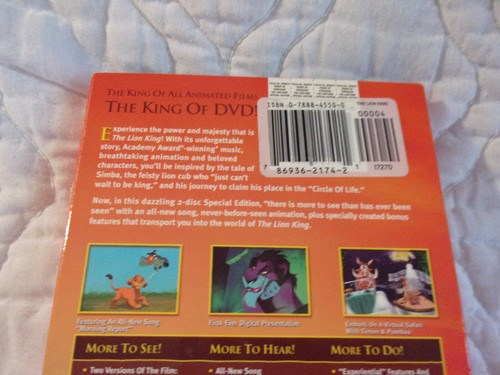 THE KING OF ALL ANIMATED FILMS
THE KING OF DVD!
ISBN 0-7888-4550-0
THE LION KING
00004
7 86936-2174-2
17270
Experience the power and majesty that is
The Lion King! With its unforgettable
story, Academy Award®-winning* music,
breathtaking animation and beloved
characters, you'll be inspired by the tale of
Simba, the feisty lion cub who "just can't
wait to be king," and his journey to claim his place in the "Circle Of Life."
Now, in this dazzling 2-disc Special Edition, "there is more to see than has ever been
seen" with an all-new song, never-before-seen animation, plus specially created bonus
features that transport you into the world of The Lion King.
Featuring An All-New Song
"Morning Report"
First-Ever Digital Presentation
Embark On A Virtual Safari
With Timon & Pumbaa
MORE TO SEE!
MORE TO HEAR!
MORE TO DO!
• Two Versions Of The Film:
• All-New Song
• "Experiential" Features And